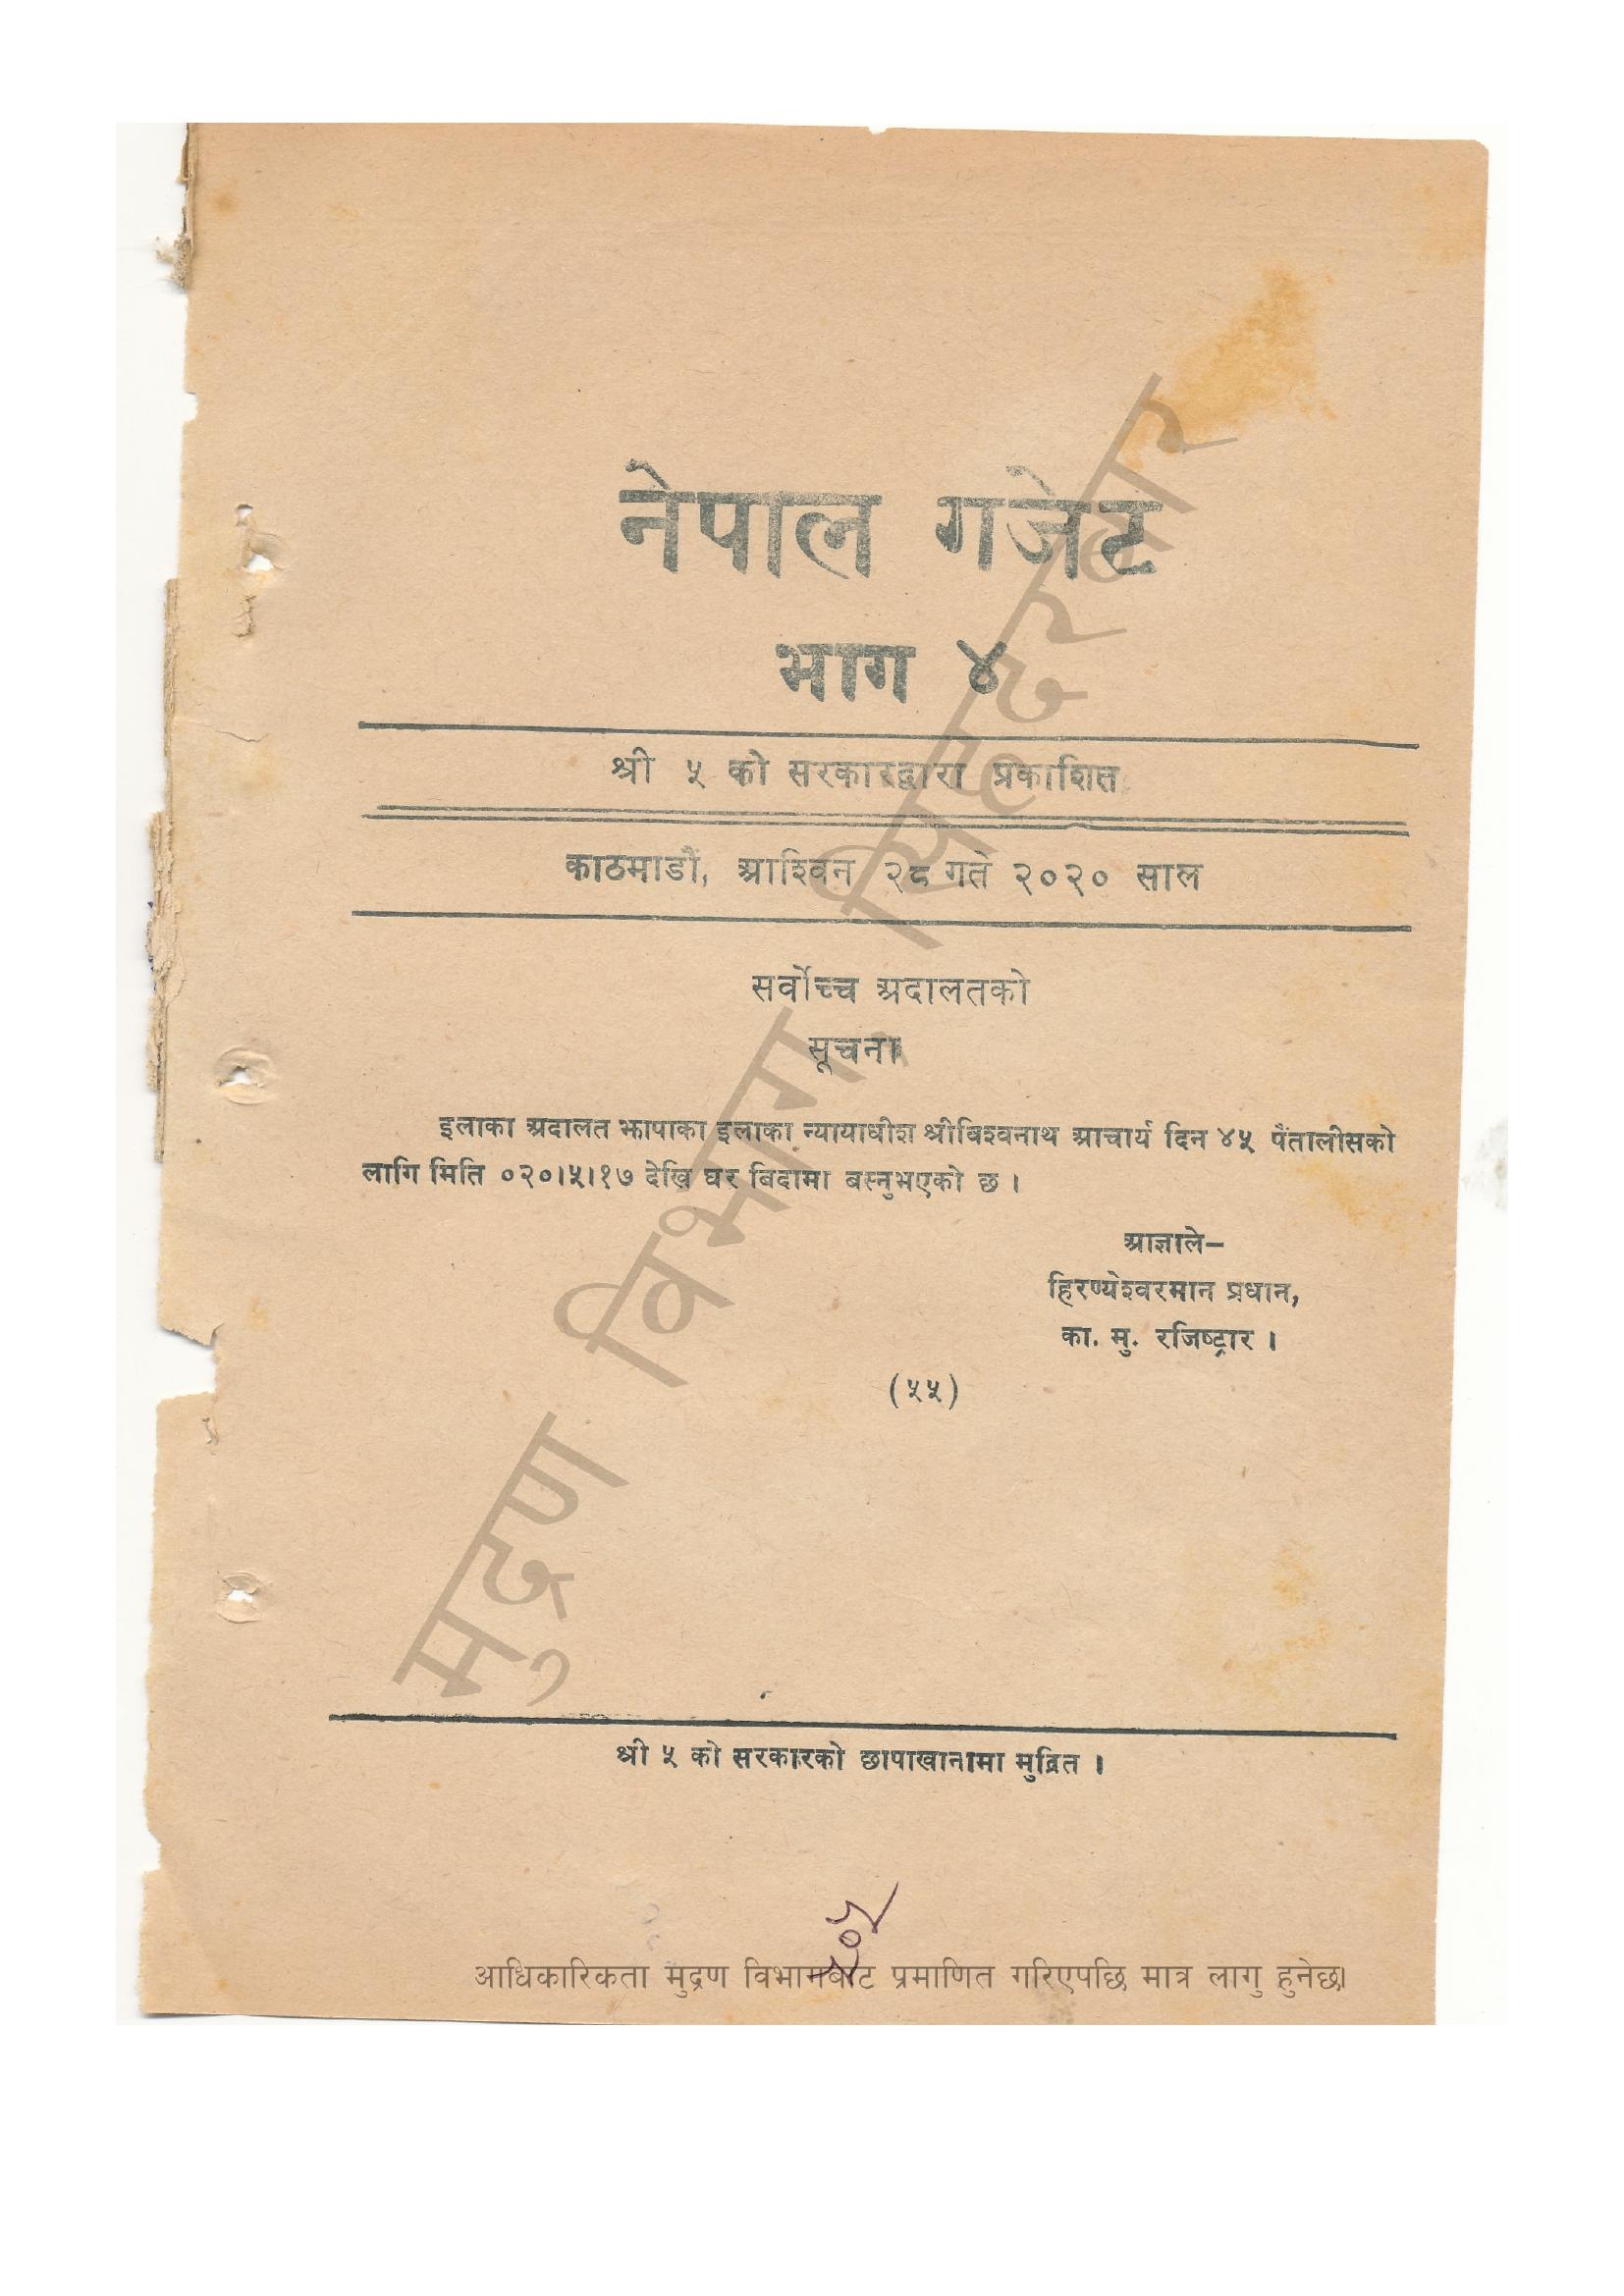 नेपाल गजेट
भाग ४
श्री ५ को सरकारद्वारा प्रकाशित
काठमाडौं, आश्विन २८ गते २०२० साल
सर्वोच्च अदालतको
सूचना
इलाका अदालत झापाका इलाका न्यायाधीश श्रीविश्वनाथ आचार्य दिन ४५ पैंतालीसको
लागि मिति ०२०।५।१७ देखि घर बिदामा बस्नुभएको छ ।
आज्ञाले—
हिरण्येश्वरमान प्रधान,
का. मु. रजिष्ट्रार ।
(५५)
मुद्रण विभाग, सिंहदरबार
श्री ५ को सरकारको छापाखानामा मुद्रित ।
आधिकारिकता मुद्रण विभागबाट प्रमाणित गरिएपछि मात्र लागु हुनेछ।